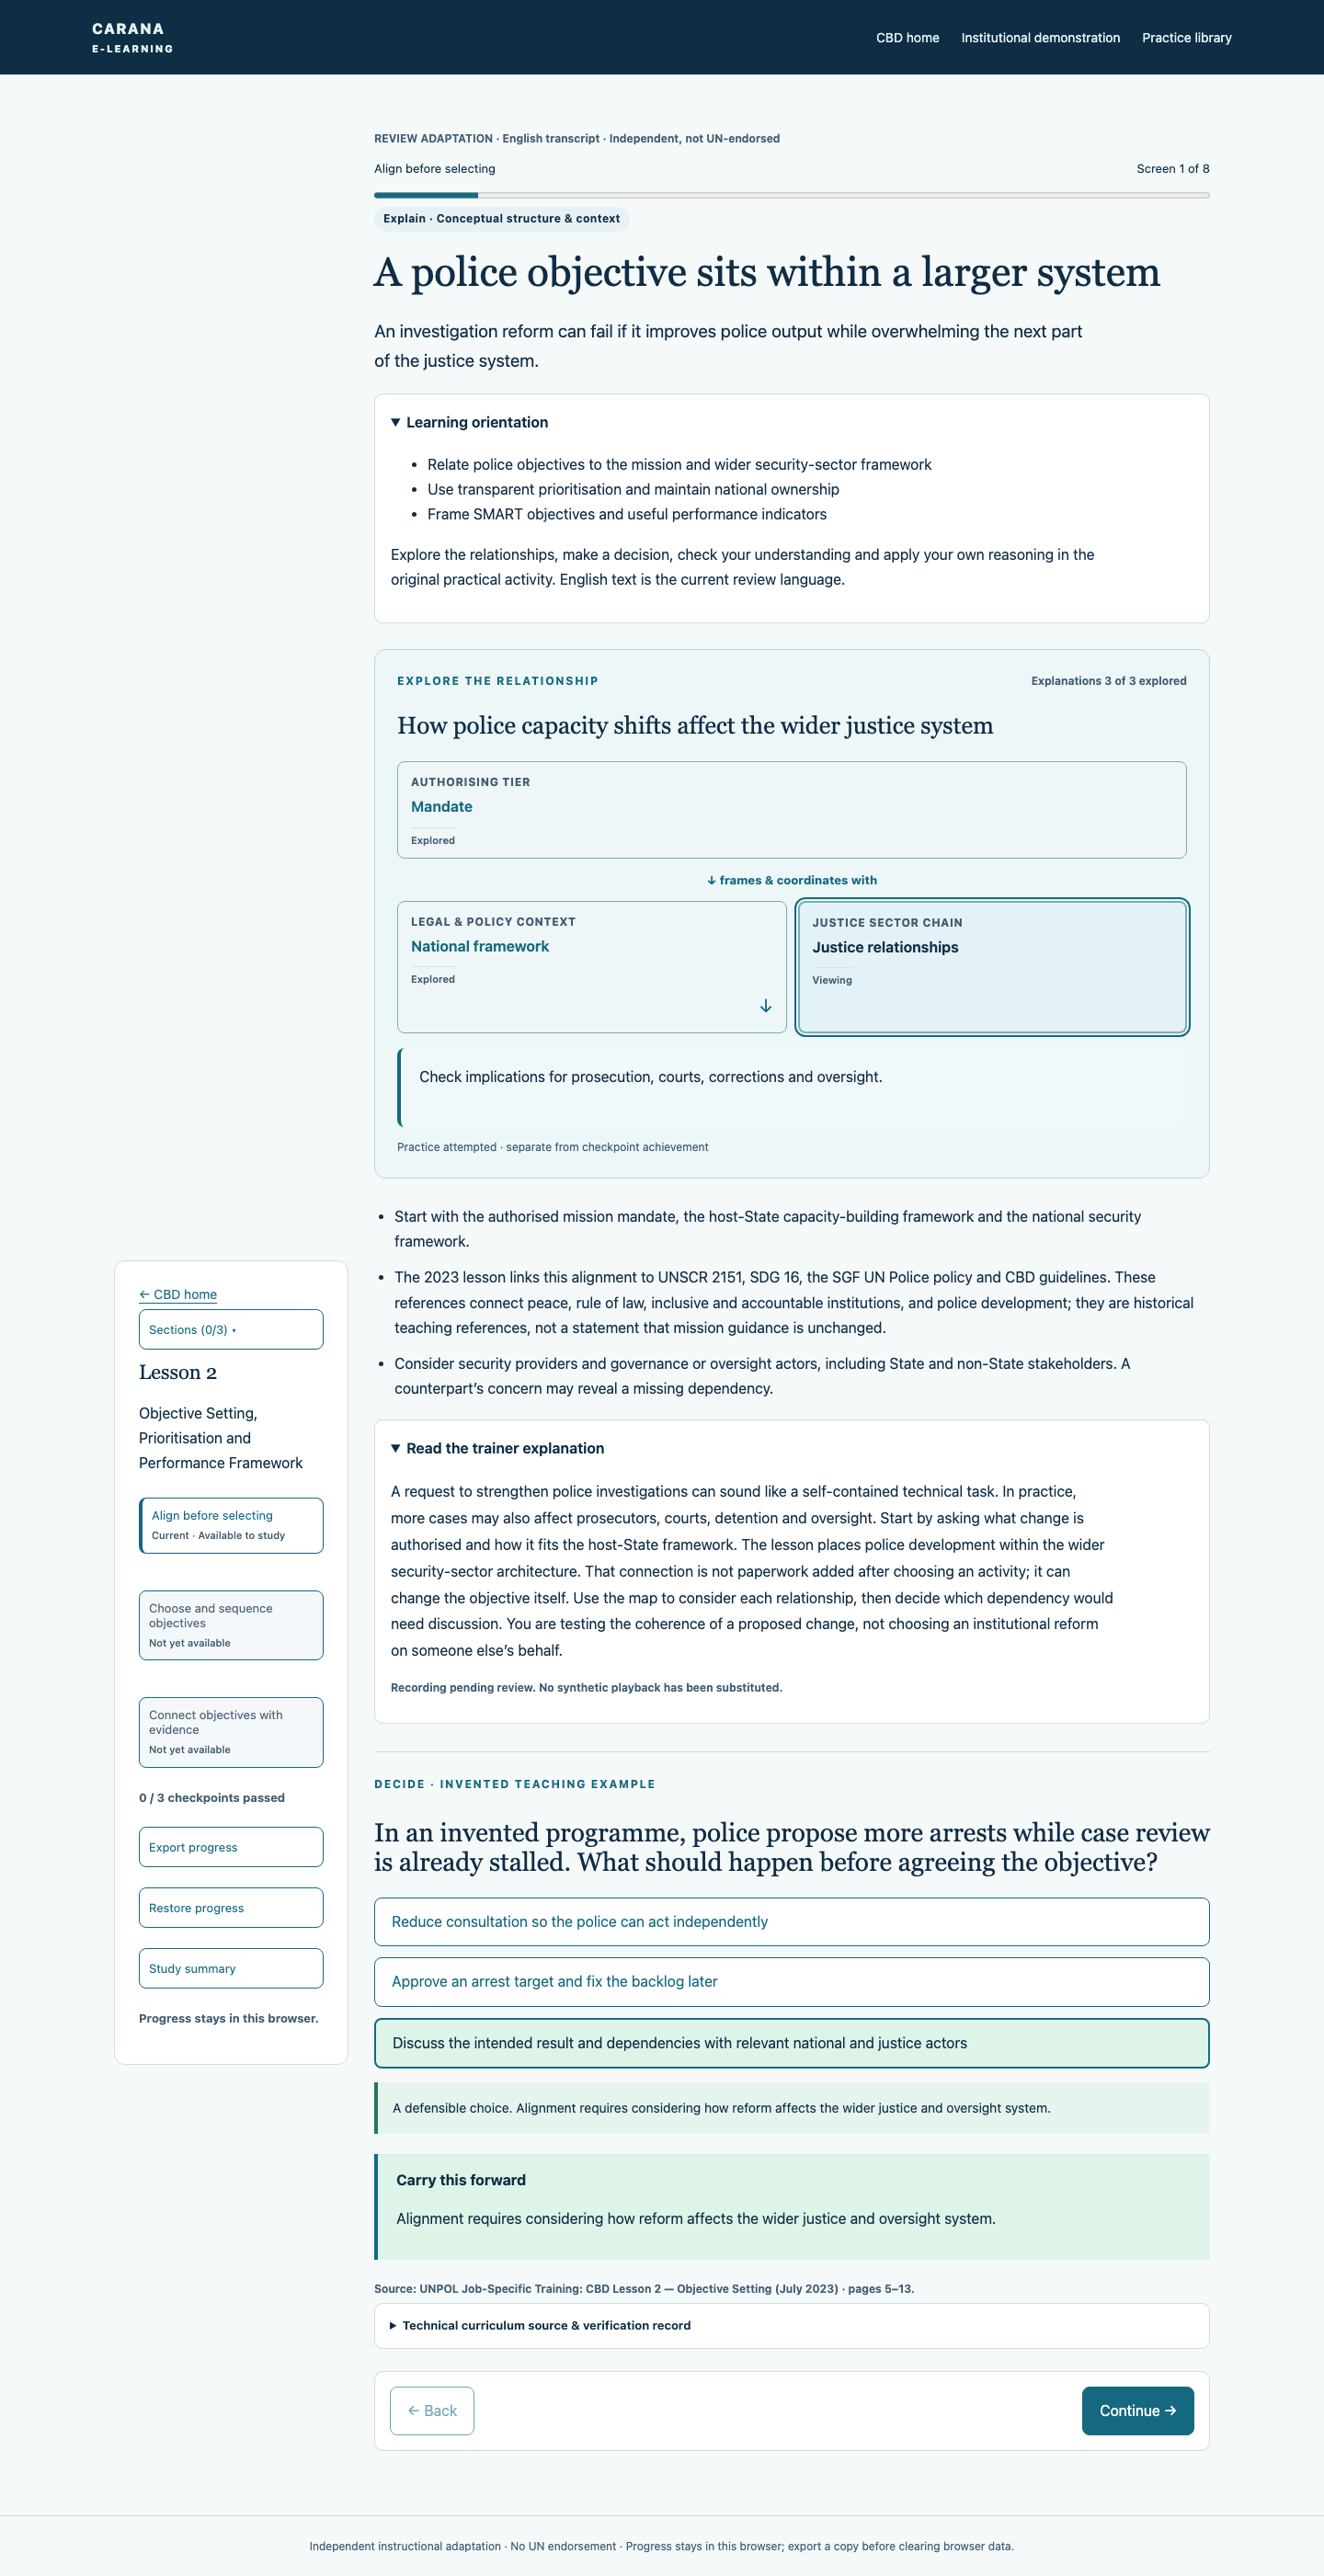 CARANA
E-LEARNING
CBD home
Institutional demonstration
Practice library
REVIEW ADAPTATION · English transcript · Independent, not UN-endorsed
Align before selecting
Screen 1 of 8
Explain · Conceptual structure & context
A police objective sits within a larger system
An investigation reform can fail if it improves police output while overwhelming the next part
of the justice system.
▼ Learning orientation
• Relate police objectives to the mission and wider security-sector framework
• Use transparent prioritisation and maintain national ownership
• Frame SMART objectives and useful performance indicators
Explore the relationships, make a decision, check your understanding and apply your own reasoning in the
original practical activity. English text is the current review language.
EXPLORE THE RELATIONSHIP
Explanations 3 of 3 explored
How police capacity shifts affect the wider justice system
AUTHORISING TIER
Mandate
Explored
↓ frames & coordinates with
LEGAL & POLICY CONTEXT
National framework
Explored
↓
JUSTICE SECTOR CHAIN
Justice relationships
Viewing
Check implications for prosecution, courts, corrections and oversight.
Practice attempted · separate from checkpoint achievement
• Start with the authorised mission mandate, the host-State capacity-building framework and the national security
framework.
• The 2023 lesson links this alignment to UNSCR 2151, SDG 16, the SGF UN Police policy and CBD guidelines. These
references connect peace, rule of law, inclusive and accountable institutions, and police development; they are historical
teaching references, not a statement that mission guidance is unchanged.
• Consider security providers and governance or oversight actors, including State and non-State stakeholders. A
counterpart’s concern may reveal a missing dependency.
← CBD home
Sections (0/3) ▾
Lesson 2
Objective Setting,
Prioritisation and
Performance Framework
Align before selecting
Current · Available to study
Choose and sequence
objectives
Not yet available
Connect objectives with
evidence
Not yet available
0 / 3 checkpoints passed
Export progress
Restore progress
Study summary
Progress stays in this browser.
▼ Read the trainer explanation
A request to strengthen police investigations can sound like a self-contained technical task. In practice,
more cases may also affect prosecutors, courts, detention and oversight. Start by asking what change is
authorised and how it fits the host-State framework. The lesson places police development within the wider
security-sector architecture. That connection is not paperwork added after choosing an activity; it can
change the objective itself. Use the map to consider each relationship, then decide which dependency would
need discussion. You are testing the coherence of a proposed change, not choosing an institutional reform
on someone else’s behalf.
Recording pending review. No synthetic playback has been substituted.
DECIDE · INVENTED TEACHING EXAMPLE
In an invented programme, police propose more arrests while case review
is already stalled. What should happen before agreeing the objective?
Reduce consultation so the police can act independently
Approve an arrest target and fix the backlog later
Discuss the intended result and dependencies with relevant national and justice actors
A defensible choice. Alignment requires considering how reform affects the wider justice and oversight system.
Carry this forward
Alignment requires considering how reform affects the wider justice and oversight system.
Source: UNPOL Job-Specific Training: CBD Lesson 2 — Objective Setting (July 2023) · pages 5–13.
▶ Technical curriculum source & verification record
← Back
Continue →
Independent instructional adaptation · No UN endorsement · Progress stays in this browser; export a copy before clearing browser data.